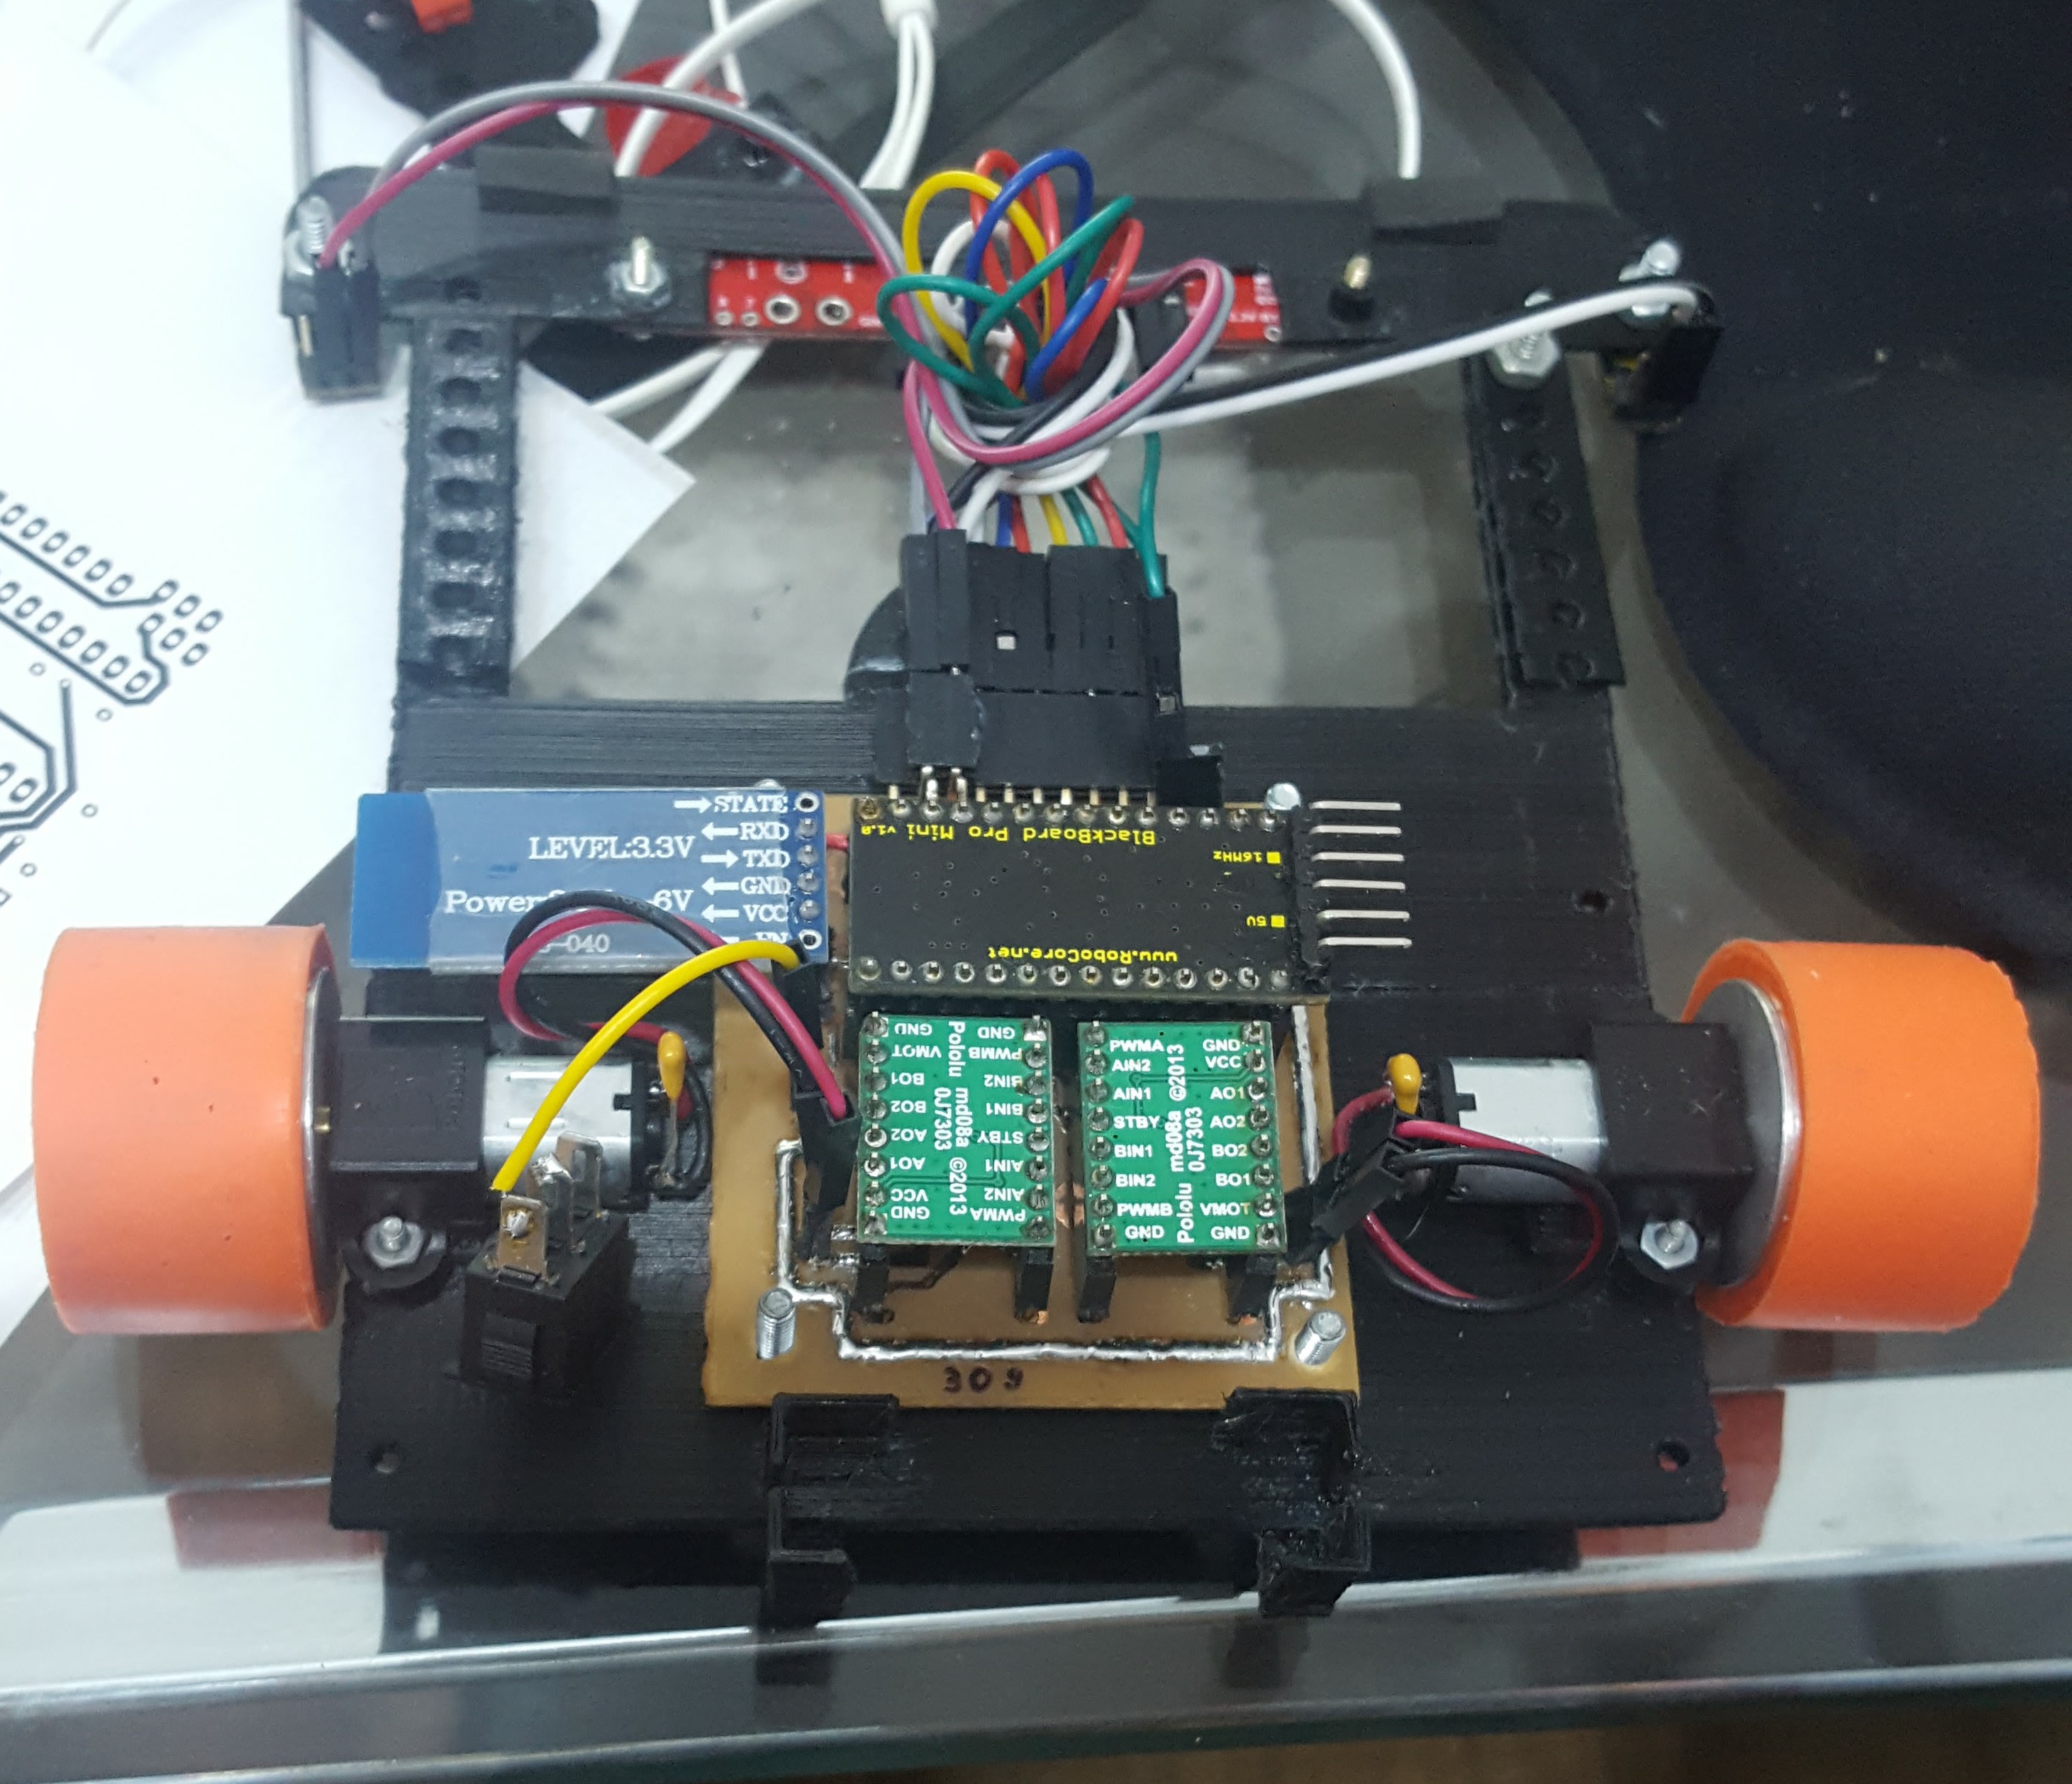 STATE
RXD
LEVEL:3.3V
TXD
GND
6V
VCC
EN
-040
BlackBoard Pro Mini v1.0
16MHz
5V
www.RoboCore.net
GND GND
VMOT PWMB
BO1 BIN2
BO2 BIN1
AO2 STBY
AO1 AIN1
VCC AIN2
GND PWMA
Pololu md08a ©2013
0J7303
PWMA GND
AIN2 VCC
AIN1 AO1
STBY AO2
BIN1 BO2
BIN2 BO1
PWMB VMOT
GND GND
Pololu md08a ©2013
0J7303
309